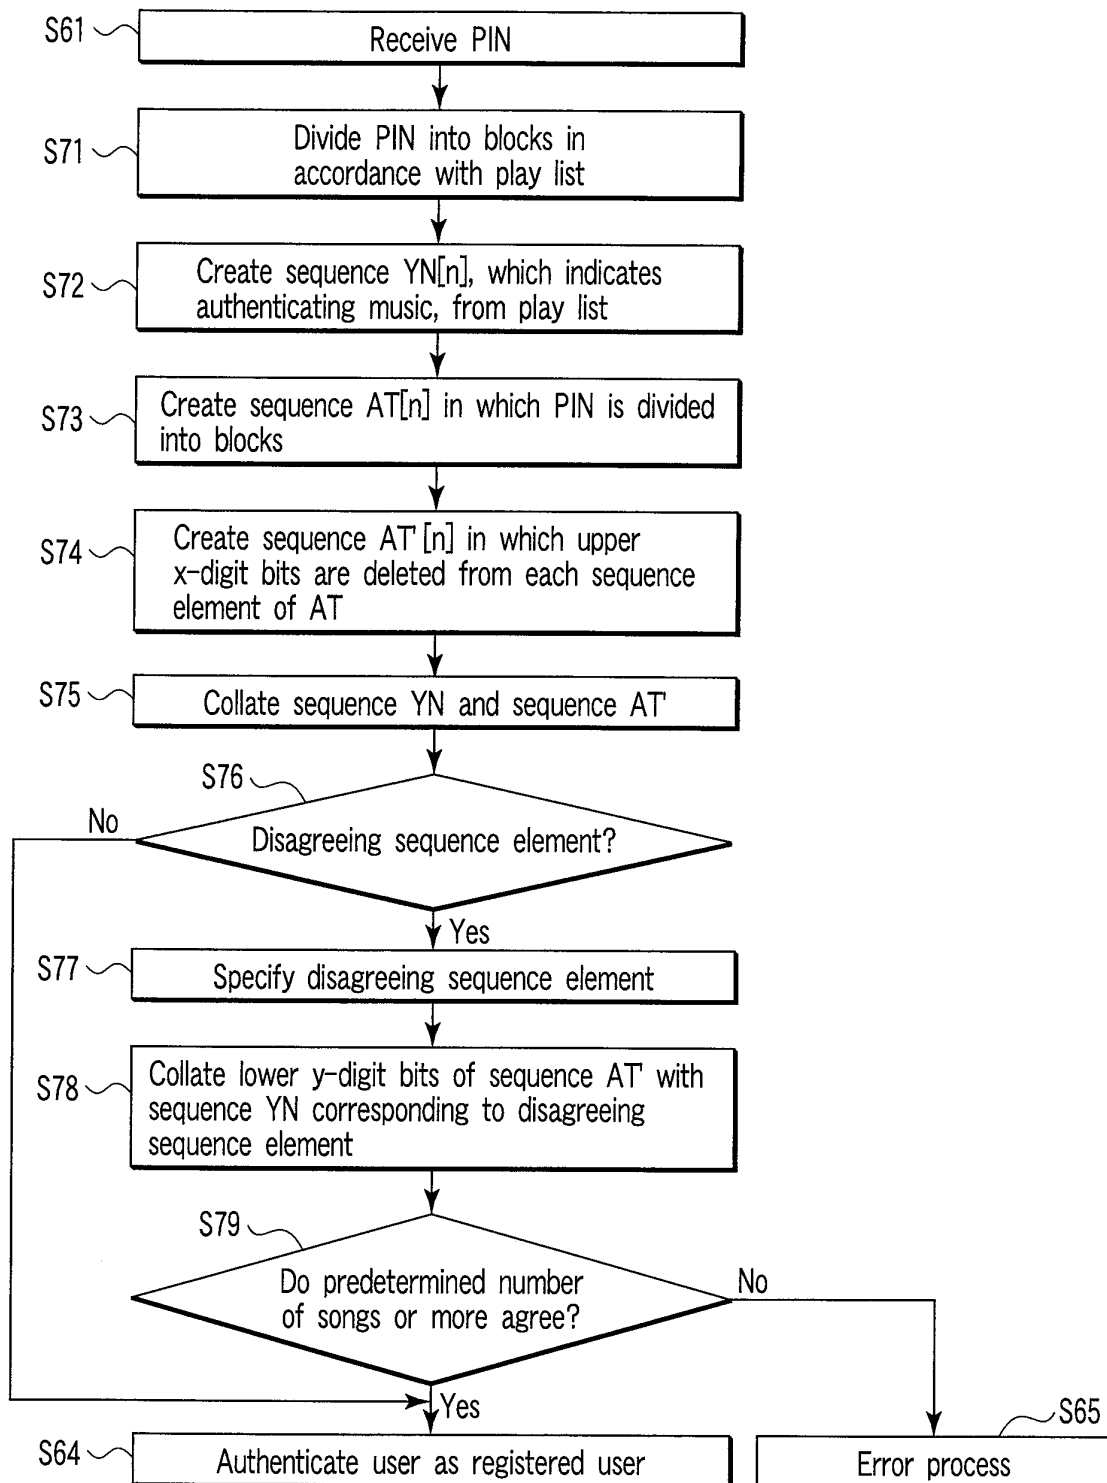 S61
Receive PIN
S71
Divide PIN into blocks in
accordance with play list
S72
Create sequence YN[n], which indicates
authenticating music, from play list
S73
Create sequence AT[n] in which PIN is divided
into blocks
S74
Create sequence AT'[n] in which upper
x-digit bits are deleted from each sequence
element of AT
S75
Collate sequence YN and sequence AT'
S76
No
Disagreeing sequence element?
Yes
S77
Specify disagreeing sequence element
S78
Collate lower y-digit bits of sequence AT' with
sequence YN corresponding to disagreeing
sequence element
S79
Do predetermined number
of songs or more agree?
No
Yes
S64
Authenticate user as registered user
S65
Error process